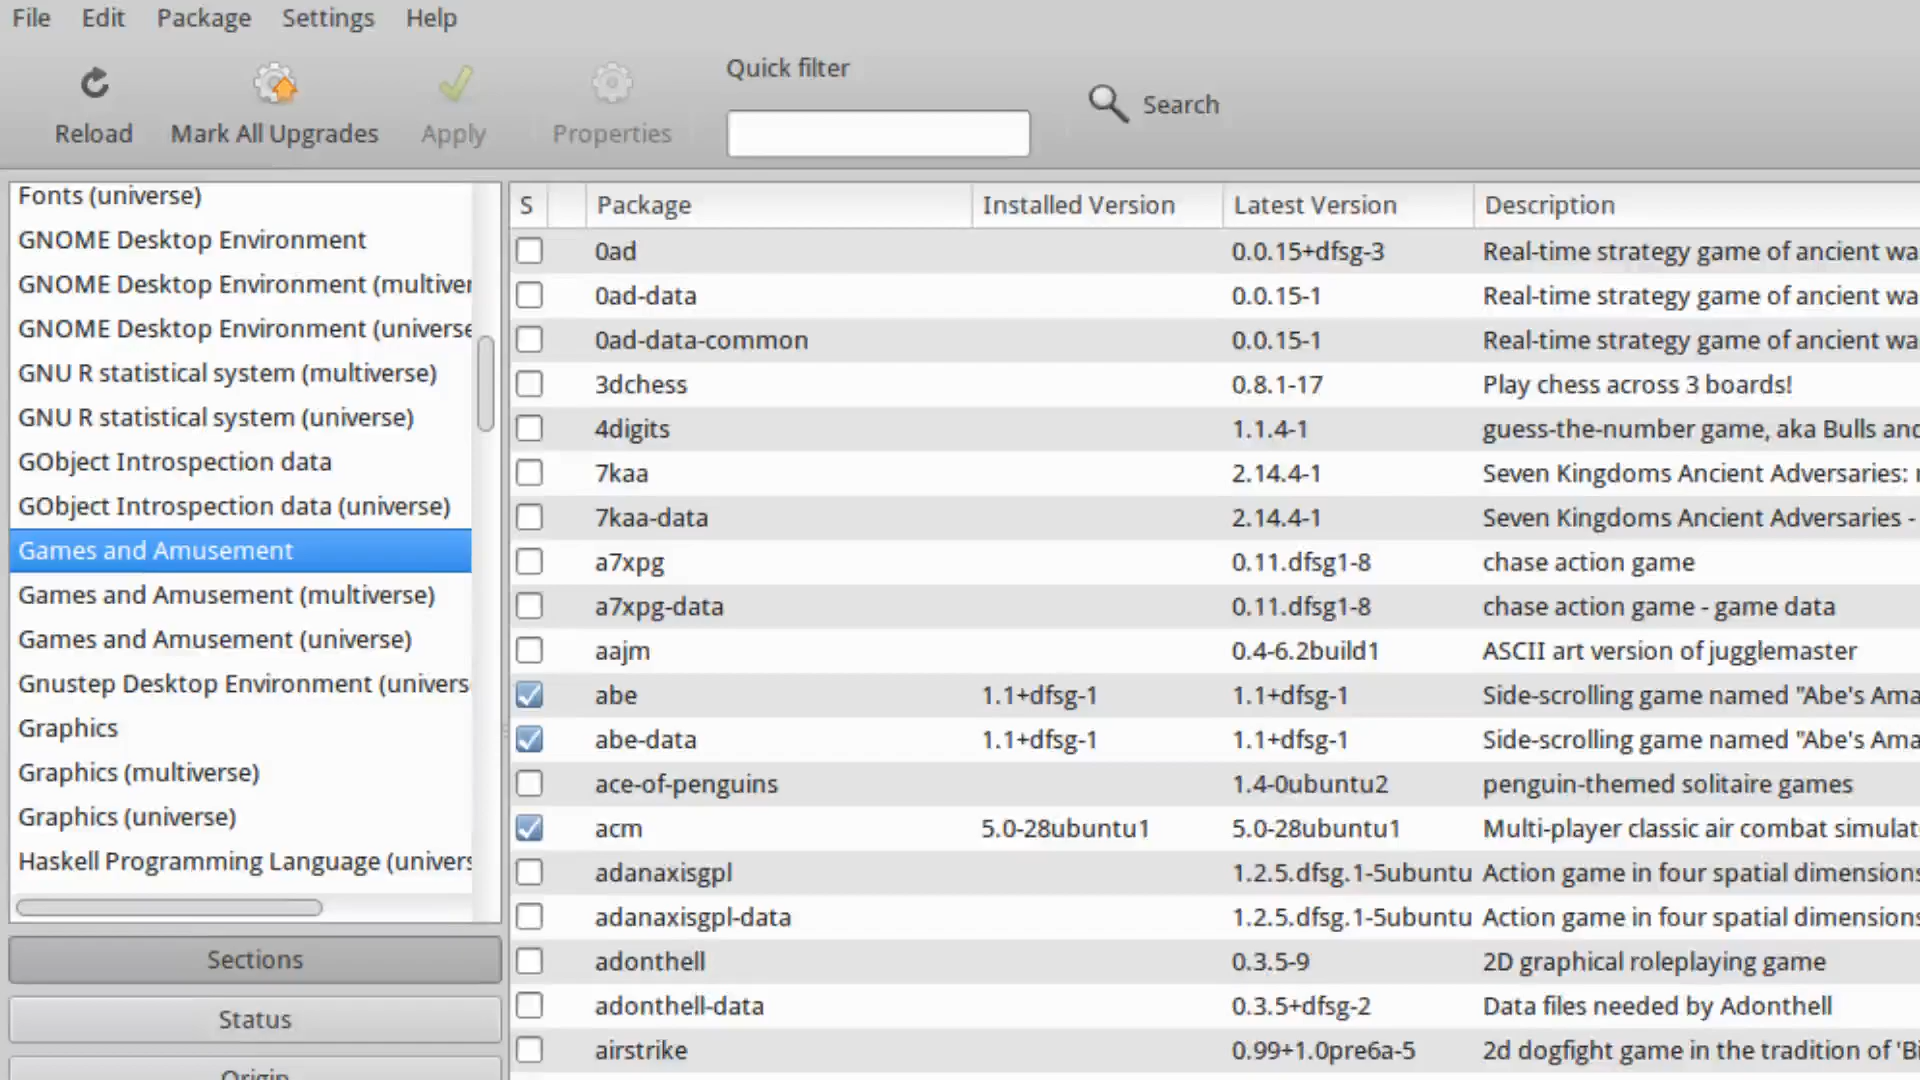 File Edit Package Settings Help
Quick filter
Reload Mark All Upgrades Apply Properties Search
Fonts (universe)
GNOME Desktop Environment
GNOME Desktop Environment (multiver
GNOME Desktop Environment (universe
GNU R statistical system (multiverse)
GNU R statistical system (universe)
GObject Introspection data
GObject Introspection data (universe)
Games and Amusement
Games and Amusement (multiverse)
Games and Amusement (universe)
Gnustep Desktop Environment (univers
Graphics
Graphics (multiverse)
Graphics (universe)
Haskell Programming Language (univers
Sections
Status
Origin
S Package Installed Version Latest Version Description
0ad 0.0.15+dfsg-3 Real-time strategy game of ancient wa
0ad-data 0.0.15-1 Real-time strategy game of ancient wa
0ad-data-common 0.0.15-1 Real-time strategy game of ancient wa
3dchess 0.8.1-17 Play chess across 3 boards!
4digits 1.1.4-1 guess-the-number game, aka Bulls and
7kaa 2.14.4-1 Seven Kingdoms Ancient Adversaries:
7kaa-data 2.14.4-1 Seven Kingdoms Ancient Adversaries -
a7xpg 0.11.dfsg1-8 chase action game
a7xpg-data 0.11.dfsg1-8 chase action game - game data
aajm 0.4-6.2build1 ASCII art version of jugglemaster
abe 1.1+dfsg-1 1.1+dfsg-1 Side-scrolling game named "Abe's Ama
abe-data 1.1+dfsg-1 1.1+dfsg-1 Side-scrolling game named "Abe's Ama
ace-of-penguins 1.4-0ubuntu2 penguin-themed solitaire games
acm 5.0-28ubuntu1 5.0-28ubuntu1 Multi-player classic air combat simulat
adanaxisgpl 1.2.5.dfsg.1-5ubuntu Action game in four spatial dimensions
adanaxisgpl-data 1.2.5.dfsg.1-5ubuntu Action game in four spatial dimensions
adonthell 0.3.5-9 2D graphical roleplaying game
adonthell-data 0.3.5+dfsg-2 Data files needed by Adonthell
airstrike 0.99+1.0pre6a-5 2d dogfight game in the tradition of 'Bi